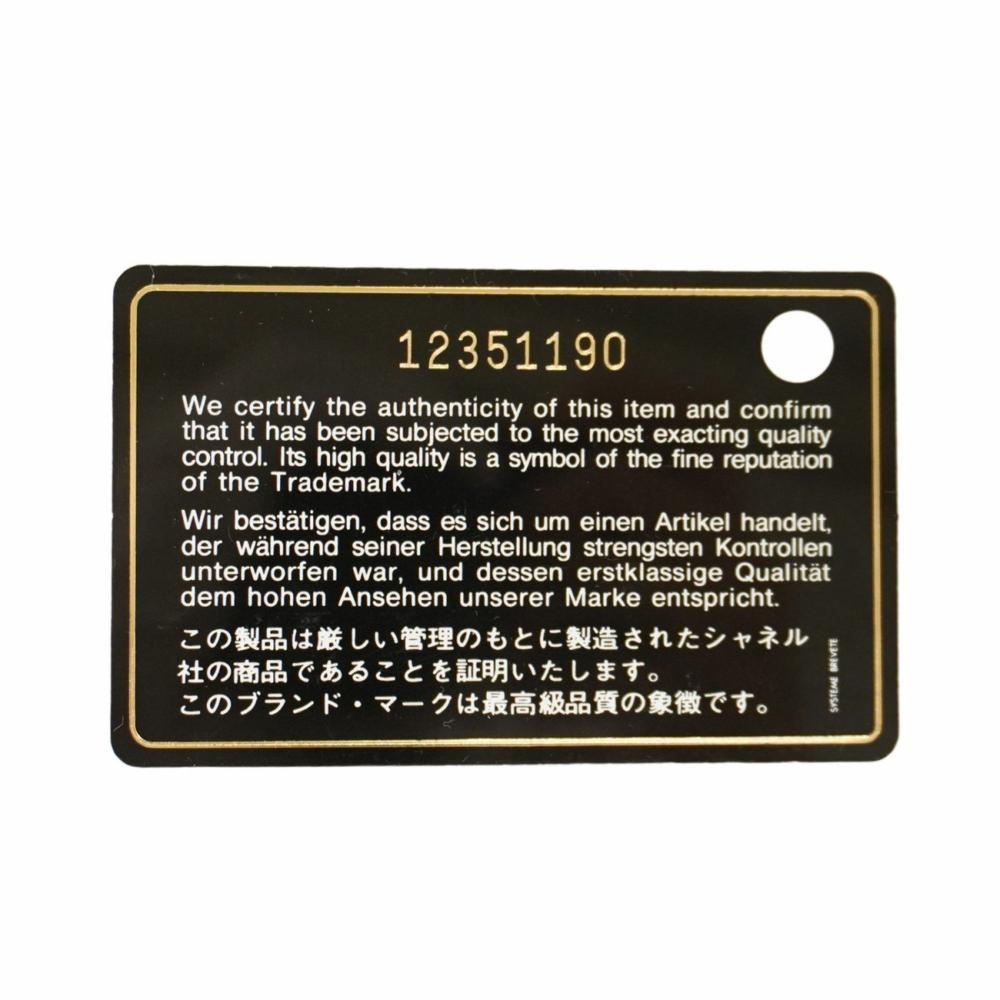 12351190
We certify the authenticity of this item and confirm
that it has been subjected to the most exacting quality
control. Its high quality is a symbol of the fine reputation
of the Trademark.
Wir bestätigen, dass es sich um einen Artikel handelt,
der während seiner Herstellung strengsten Kontrollen
unterworfen war, und dessen erstklassige Qualität
dem hohen Ansehen unserer Marke entspricht.
この製品は厳しい管理のもとに製造されたシャネル
社の商品であることを証明いたします。
このブランド・マークは最高級品質の象徴です。
SYSTEME BREVETE